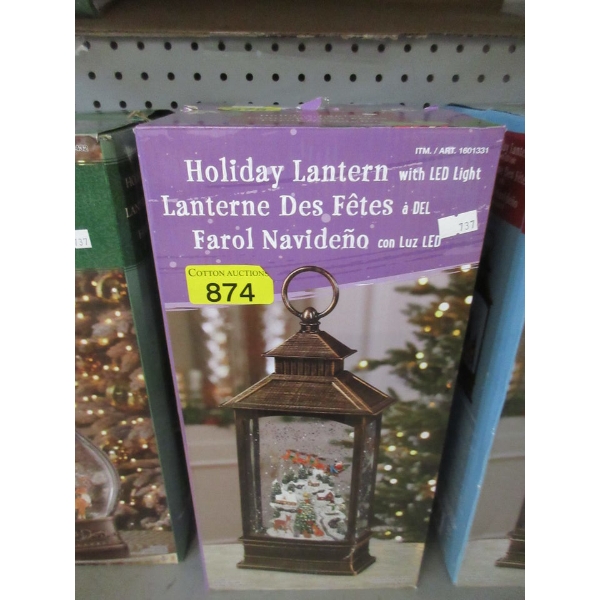 ITM. / ART. 1601331
Holiday Lantern with LED Light
Lanterne Des Fêtes à DEL
137
Farol Navideño con Luz LED
COTTON AUCTIONS
874
137